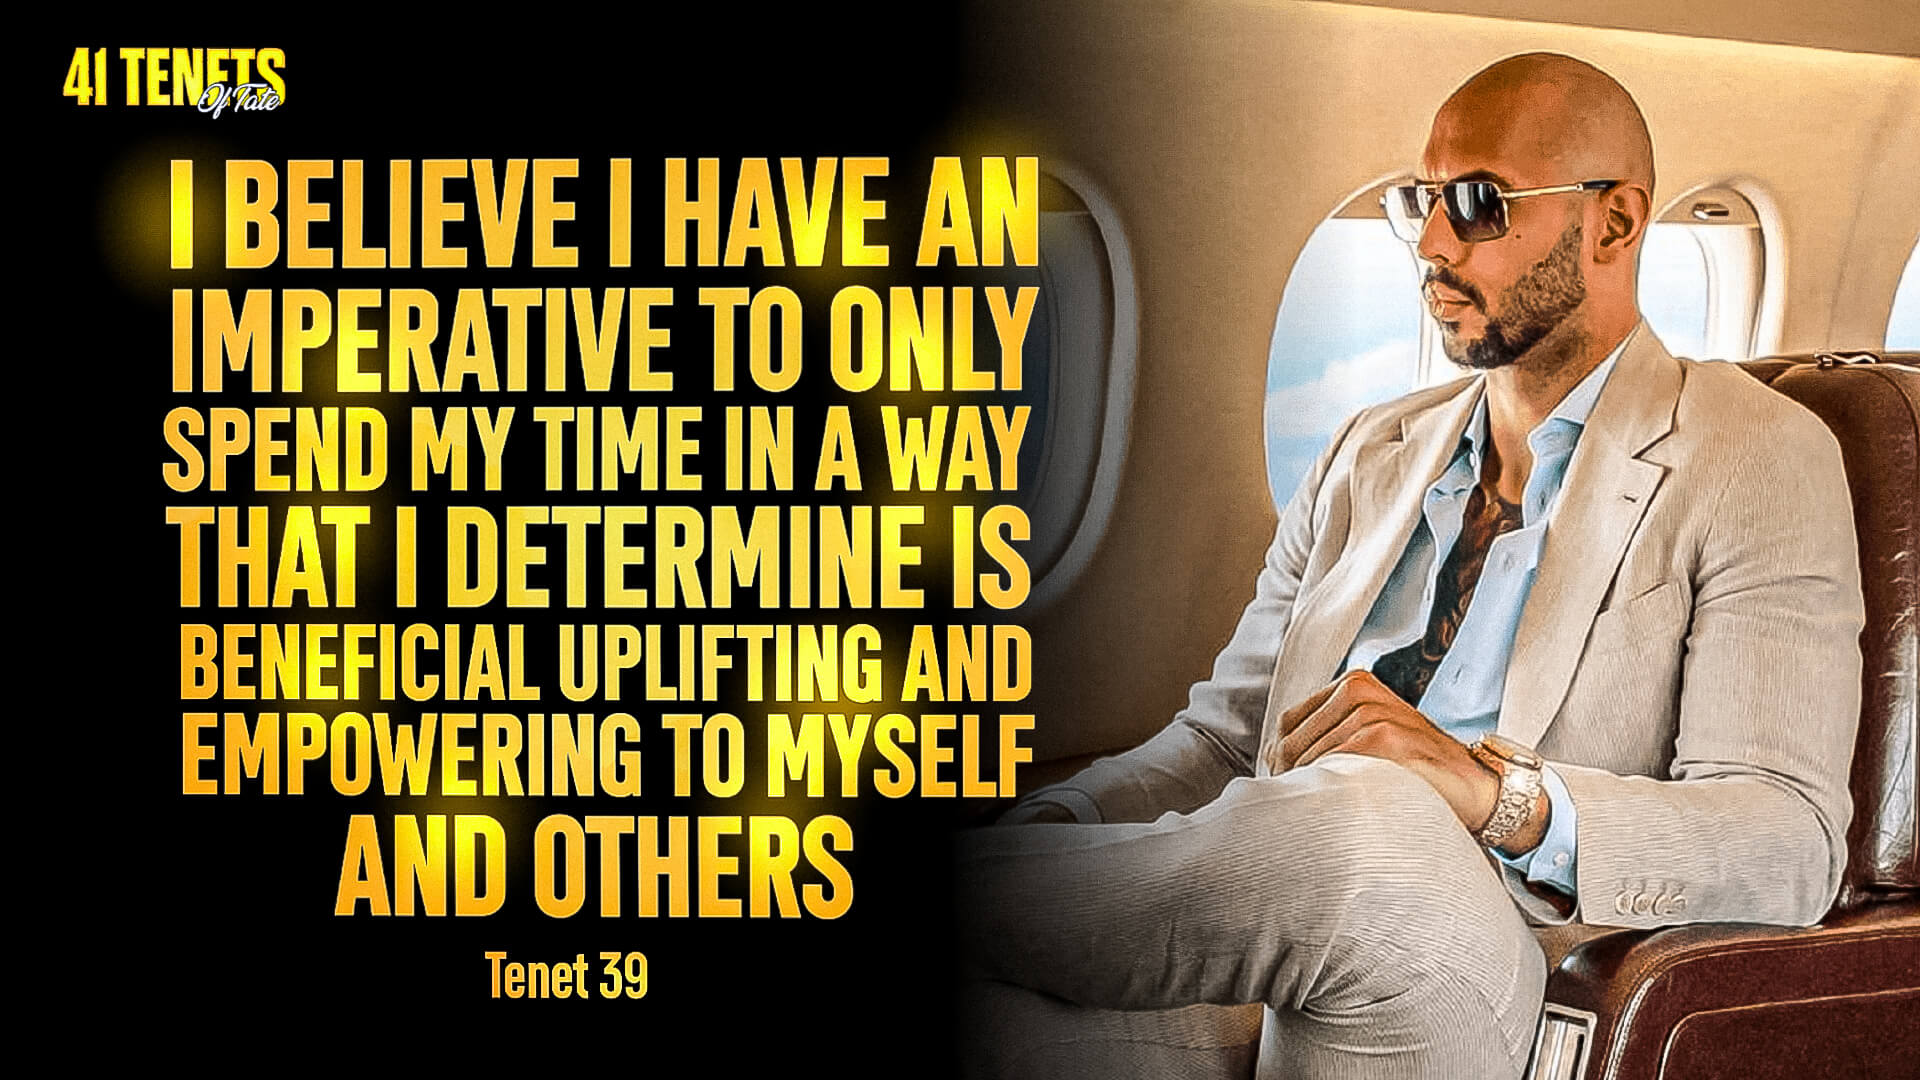 41 TENETS
Of Tate
I BELIEVE I HAVE AN
IMPERATIVE TO ONLY
SPEND MY TIME IN A WAY
THAT I DETERMINE IS
BENEFICIAL UPLIFTING AND
EMPOWERING TO MYSELF
AND OTHERS
Tenet 39